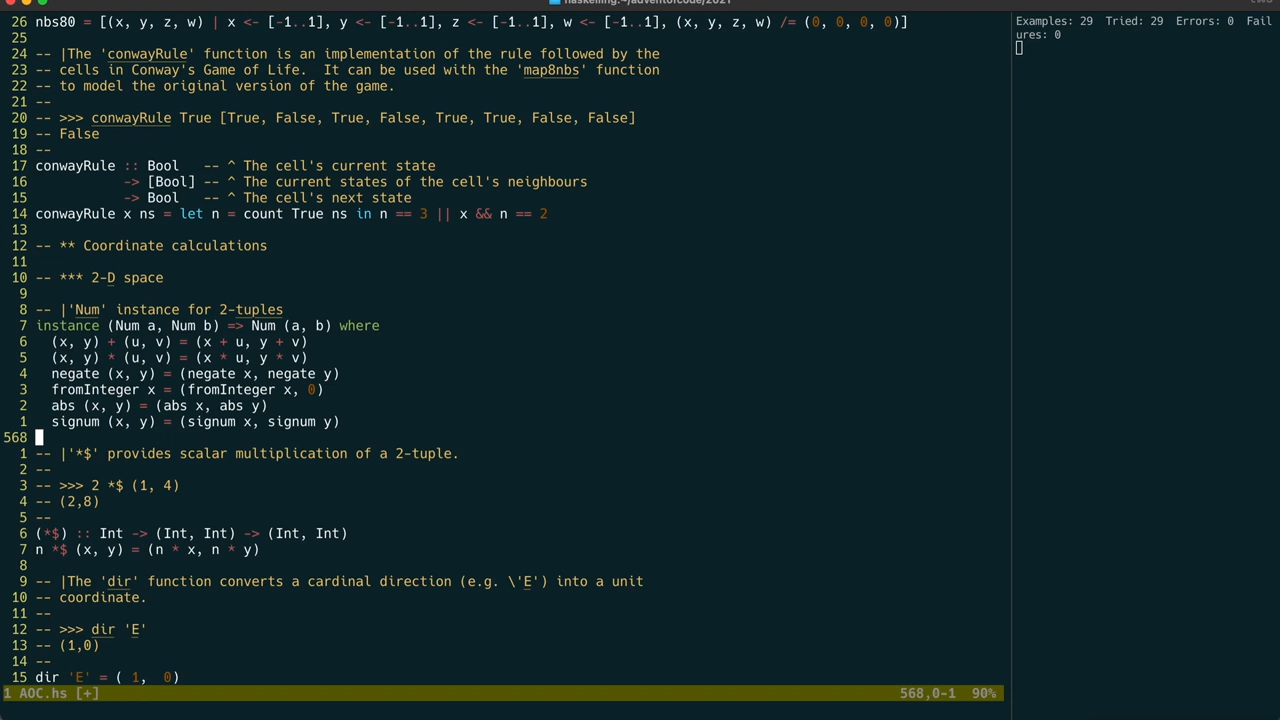 haskelling:~/adventofcode/2021
26 nbs80 = [(x, y, z, w) | x <- [-1..1], y <- [-1..1], z <- [-1..1], w <- [-1..1], (x, y, z, w) /= (0, 0, 0, 0)]
25
24 -- |The 'conwayRule' function is an implementation of the rule followed by the
23 -- cells in Conway's Game of Life.  It can be used with the 'map8nbs' function
22 -- to model the original version of the game.
21 --
20 -- >>> conwayRule True [True, False, True, False, True, True, False, False]
19 -- False
18 --
17 conwayRule :: Bool   -- ^ The cell's current state
16            -> [Bool] -- ^ The current states of the cell's neighbours
15            -> Bool   -- ^ The cell's next state
14 conwayRule x ns = let n = count True ns in n == 3 || x && n == 2
13
12 -- ** Coordinate calculations
11
10 -- *** 2-D space
9
8 -- |'Num' instance for 2-tuples
7 instance (Num a, Num b) => Num (a, b) where
6   (x, y) + (u, v) = (x + u, y + v)
5   (x, y) * (u, v) = (x * u, y * v)
4   negate (x, y) = (negate x, negate y)
3   fromInteger x = (fromInteger x, 0)
2   abs (x, y) = (abs x, abs y)
1   signum (x, y) = (signum x, signum y)
568
1 -- |'*$' provides scalar multiplication of a 2-tuple.
2 --
3 -- >>> 2 *$ (1, 4)
4 -- (2,8)
5 --
6 (*$) :: Int -> (Int, Int) -> (Int, Int)
7 n *$ (x, y) = (n * x, n * y)
8
9 -- |The 'dir' function converts a cardinal direction (e.g. \'E') into a unit
10 -- coordinate.
11 --
12 -- >>> dir 'E'
13 -- (1,0)
14 --
15 dir 'E' = ( 1,  0)
1 AOC.hs [+] 568,0-1 90%
Examples: 29  Tried: 29  Errors: 0  Fail
ures: 0